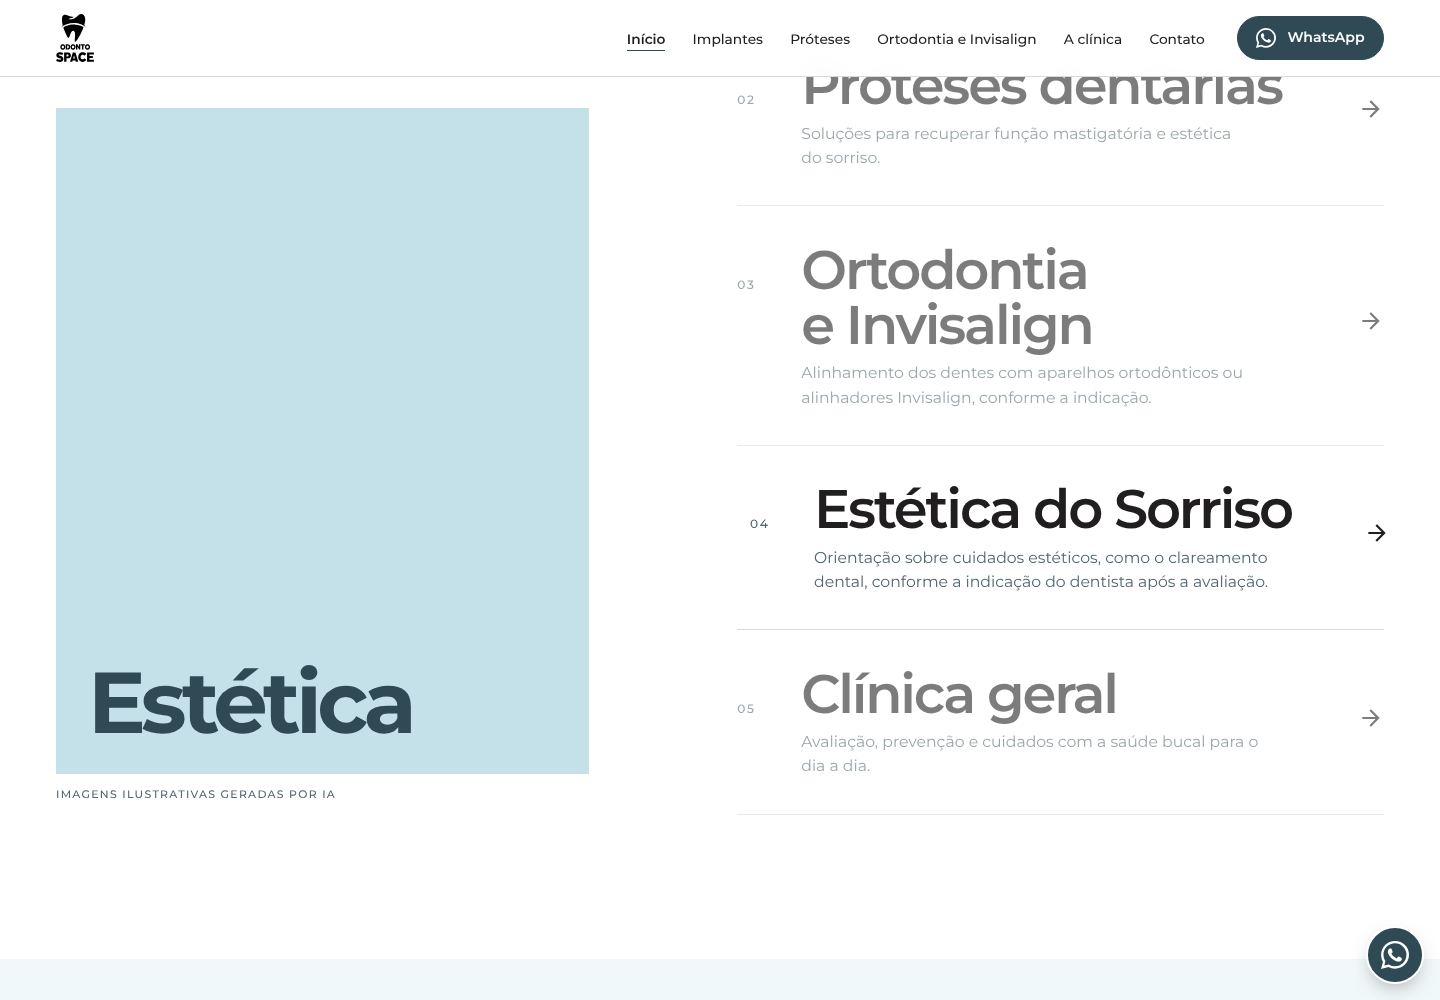 ODONTO
SPACE
Início
Implantes
Próteses
Ortodontia e Invisalign
A clínica
Contato
WhatsApp
02
Próteses dentárias
Soluções para recuperar função mastigatória e estética
do sorriso.
03
Ortodontia
e Invisalign
Alinhamento dos dentes com aparelhos ortodônticos ou
alinhadores Invisalign, conforme a indicação.
04
Estética do Sorriso
Orientação sobre cuidados estéticos, como o clareamento
dental, conforme a indicação do dentista após a avaliação.
05
Clínica geral
Avaliação, prevenção e cuidados com a saúde bucal para o
dia a dia.
Estética
IMAGENS ILUSTRATIVAS GERADAS POR IA